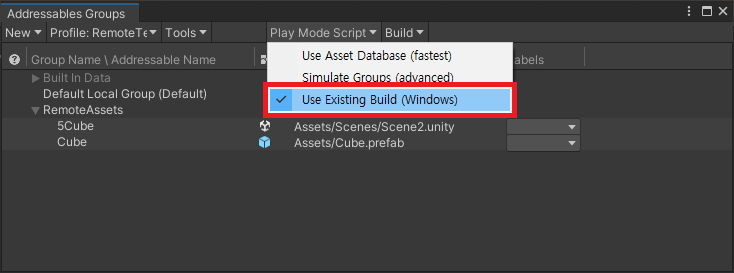 Addressables Groups
New Profile: RemoteTe Tools Play Mode Script Build
Group Name \ Addressable Name abels
Use Asset Database (fastest)
Simulate Groups (advanced)
Use Existing Build (Windows)
Built In Data
Default Local Group (Default)
RemoteAssets
5Cube Assets/Scenes/Scene2.unity
Cube Assets/Cube.prefab